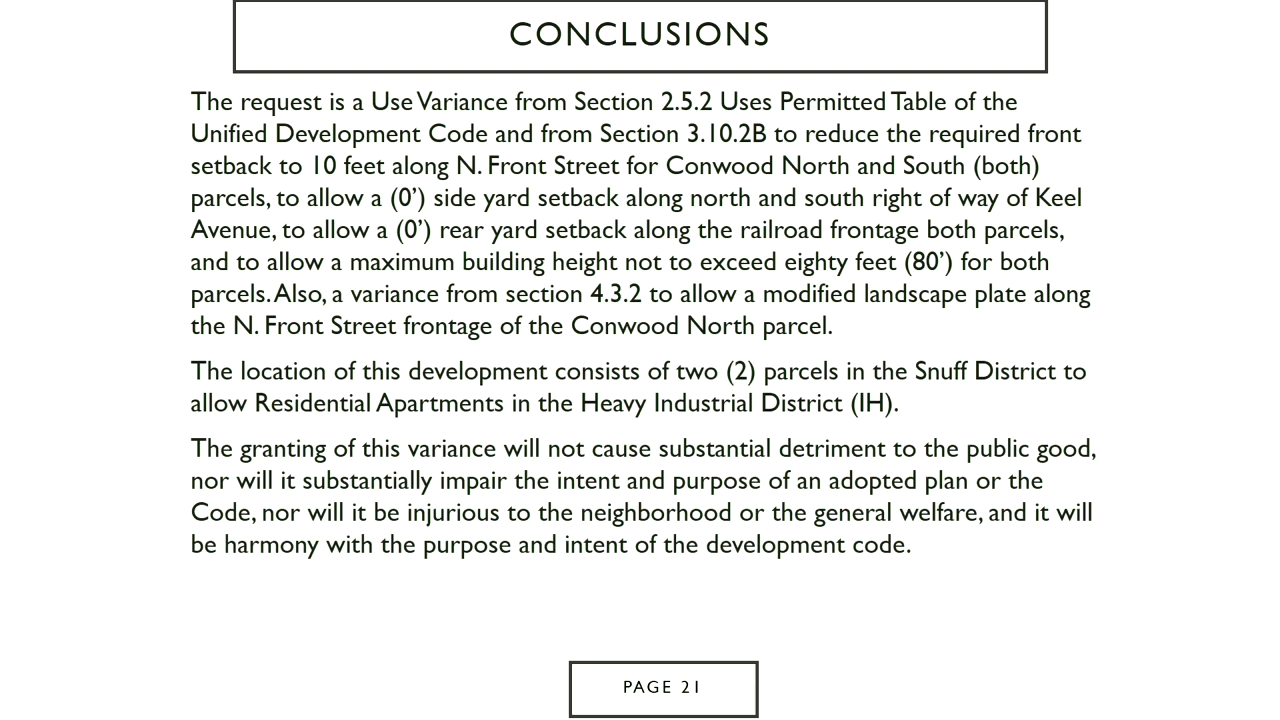 CONCLUSIONS
The request is a Use Variance from Section 2.5.2 Uses Permitted Table of the
Unified Development Code and from Section 3.10.2B to reduce the required front
setback to 10 feet along N. Front Street for Conwood North and South (both)
parcels, to allow a (0’) side yard setback along north and south right of way of Keel
Avenue, to allow a (0’) rear yard setback along the railroad frontage both parcels,
and to allow a maximum building height not to exceed eighty feet (80’) for both
parcels. Also, a variance from section 4.3.2 to allow a modified landscape plate along
the N. Front Street frontage of the Conwood North parcel.
The location of this development consists of two (2) parcels in the Snuff District to
allow Residential Apartments in the Heavy Industrial District (IH).
The granting of this variance will not cause substantial detriment to the public good,
nor will it substantially impair the intent and purpose of an adopted plan or the
Code, nor will it be injurious to the neighborhood or the general welfare, and it will
be harmony with the purpose and intent of the development code.
PAGE 21